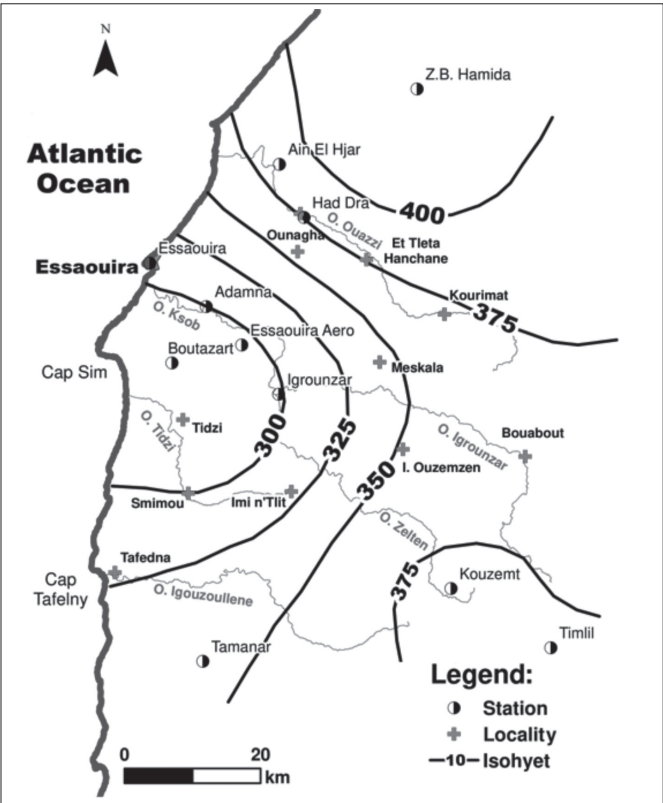 N
Z.B. Hamida
Atlantic
Ocean
Ain El Hjar
Had Dra
400
O. Ouazzi
Ounagha
Et Tleta
Hanchane
Essaouira
Essaouira
Adamna
Kourimat
375
O. Ksob
Essaouira Aero
Boutazart
Meskala
Cap Sim
Igrounzar
O. Tidzi
Tidzi
300
325
O. Igrounzar
Bouabout
I. Ouzemzen
350
Smimou
Imi n'Tlit
O. Zelten
Tafedna
Cap
Tafelny
O. Igouzoullene
375
Kouzemt
Timlil
Tamanar
Legend:
Station
Locality
10 Isohyet
0 20
km